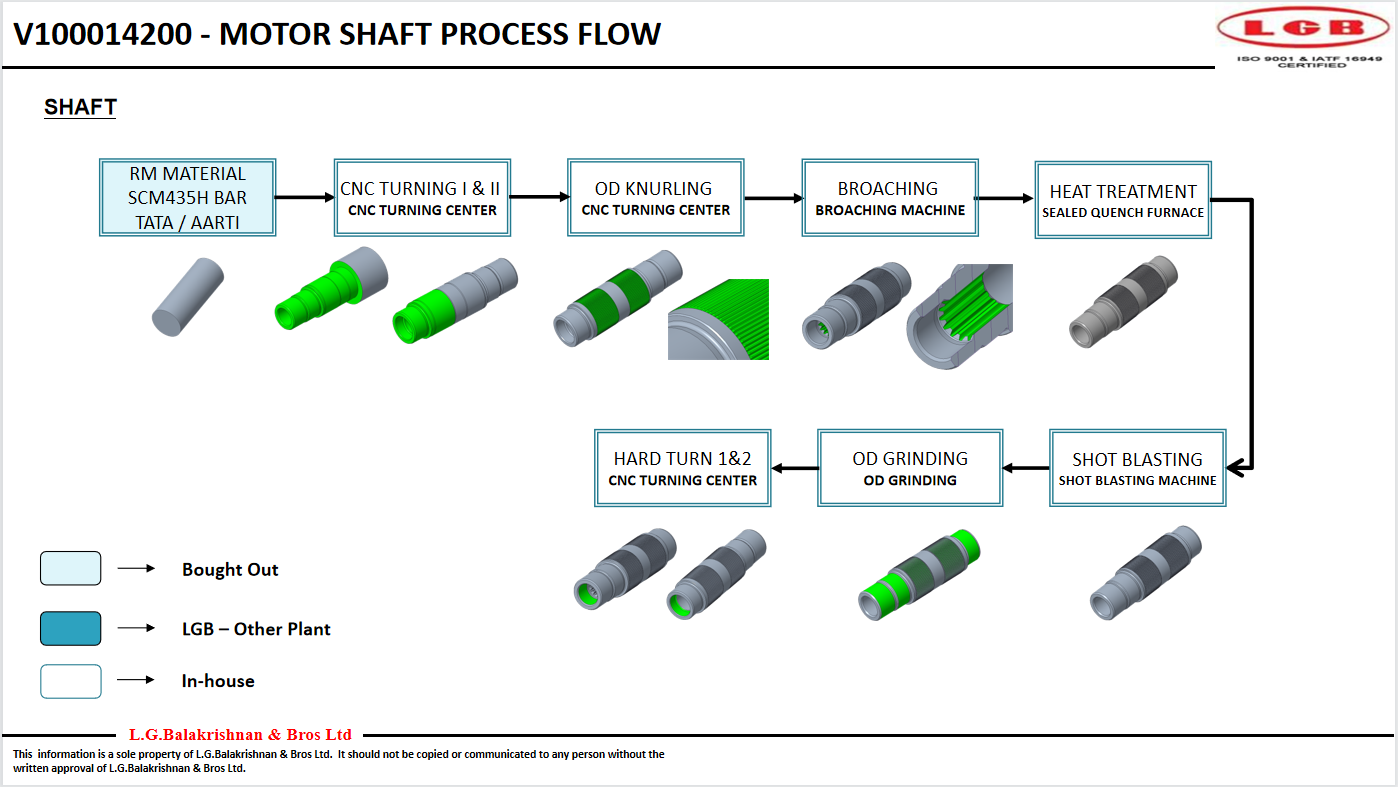 V100014200 - MOTOR SHAFT PROCESS FLOW
LGB
ISO 9001 & IATF 16949
CERTIFIED
SHAFT
RM MATERIAL
SCM435H BAR
TATA / AARTI
CNC TURNING I & II
CNC TURNING CENTER
OD KNURLING
CNC TURNING CENTER
BROACHING
BROACHING MACHINE
HEAT TREATMENT
SEALED QUENCH FURNACE
HARD TURN 1&2
CNC TURNING CENTER
OD GRINDING
OD GRINDING
SHOT BLASTING
SHOT BLASTING MACHINE
Bought Out
LGB – Other Plant
In-house
L.G.Balakrishnan & Bros Ltd
This information is a sole property of L.G.Balakrishnan & Bros Ltd. It should not be copied or communicated to any person without the
written approval of L.G.Balakrishnan & Bros Ltd.